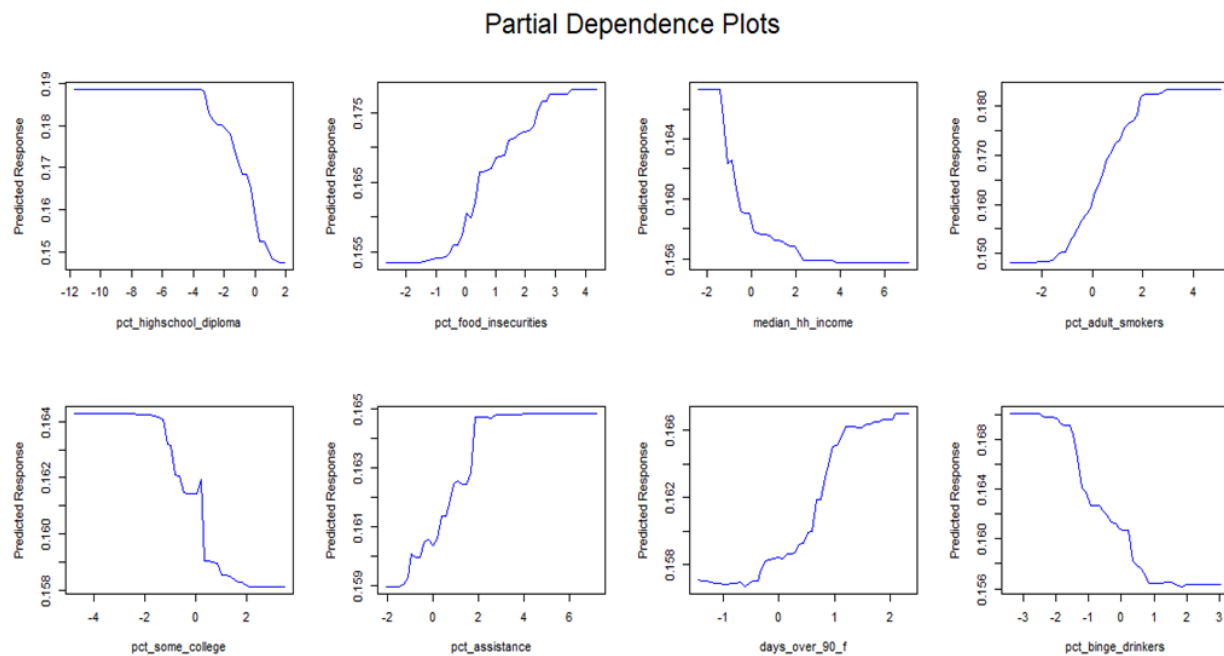 Partial Dependence Plots
Predicted Response
0.15 0.16 0.17 0.18 0.19
-12 -10 -8 -6 -4 -2 0 2
pct_highschool_diploma
Predicted Response
0.155 0.165 0.175
-2 -1 0 1 2 3 4
pct_food_insecurities
Predicted Response
0.156 0.160 0.164
-2 0 2 4 6
median_hh_income
Predicted Response
0.150 0.160 0.170 0.180
-2 0 2 4
pct_adult_smokers
Predicted Response
0.158 0.160 0.162 0.164
-4 -2 0 2
pct_some_college
Predicted Response
0.159 0.161 0.163 0.165
-2 0 2 4 6
pct_assistance
Predicted Response
0.158 0.162 0.166
-1 0 1 2
days_over_90_f
Predicted Response
0.156 0.160 0.164 0.168
-3 -2 -1 0 1 2 3
pct_binge_drinkers